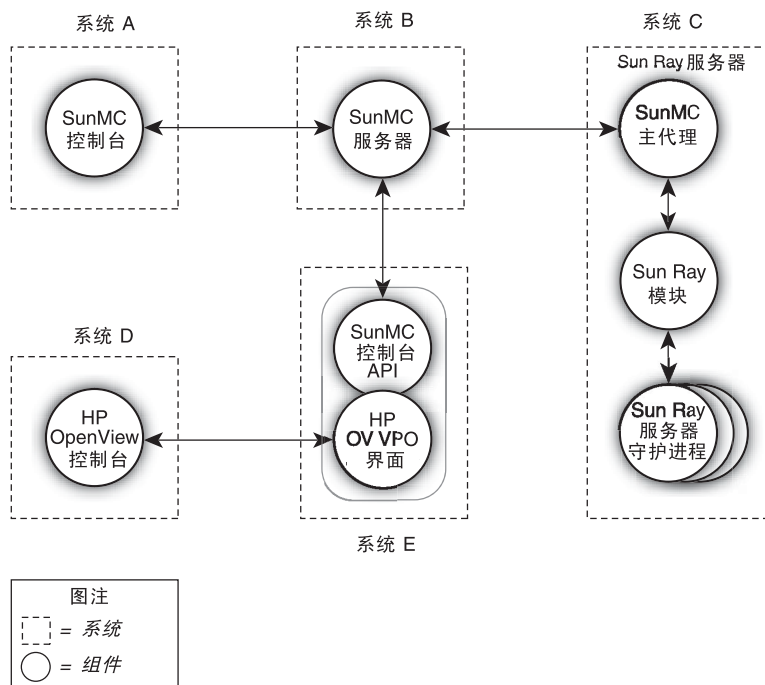 系统 A
系统 B
系统 C
Sun Ray 服务器
SunMC
控制台
SunMC
服务器
SunMC
主代理
Sun Ray
模块
系统 D
SunMC
控制台
API
HP
OpenView
控制台
HP
OV VPO
界面
Sun Ray
服务器
守护进程
系统 E
图注
= 系统
= 组件